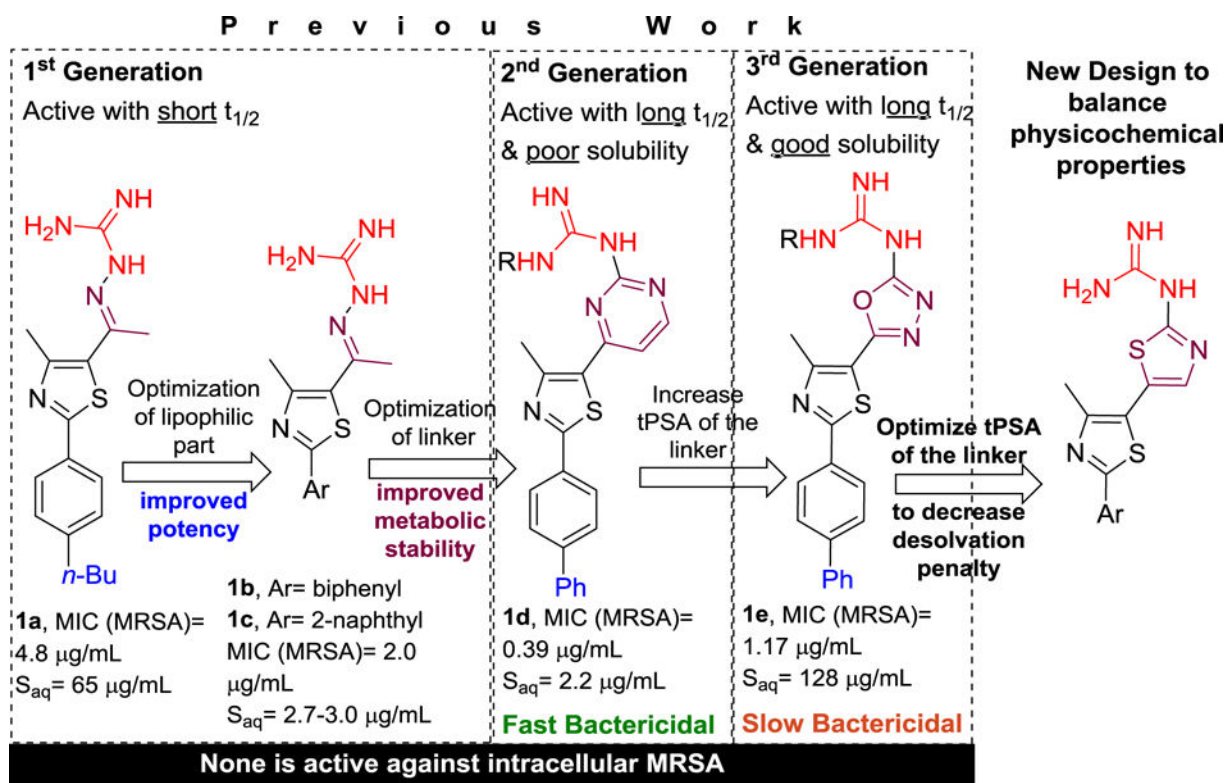 Previous Work
1st Generation
Active with short t1/2
H2N
NH
NH
N
N
S
n-Bu
1a, MIC (MRSA)=
4.8 μg/mL
Saq= 65 μg/mL
Optimization
of lipophilic
part
improved
potency
H2N
NH
NH
N
N
S
Ar
1b, Ar= biphenyl
1c, Ar= 2-naphthyl
MIC (MRSA)= 2.0
μg/mL
Saq= 2.7-3.0 μg/mL
Optimization
of linker
improved
metabolic
stability
2nd Generation
Active with long t1/2
& poor solubility
NH
NH
RHN
N
N
N
S
Ph
1d, MIC (MRSA)=
0.39 μg/mL
Saq= 2.2 μg/mL
Fast Bactericidal
Increase
tPSA of the
linker
3rd Generation
Active with long t1/2
& good solubility
NH
RHN
NH
O
N
N
N
S
Ph
1e, MIC (MRSA)=
1.17 μg/mL
Saq= 128 μg/mL
Slow Bactericidal
Optimize tPSA
of the linker
to decrease
desolvation
penalty
New Design to
balance
physicochemical
properties
NH
H2N
NH
S
N
N
S
Ar
None is active against intracellular MRSA